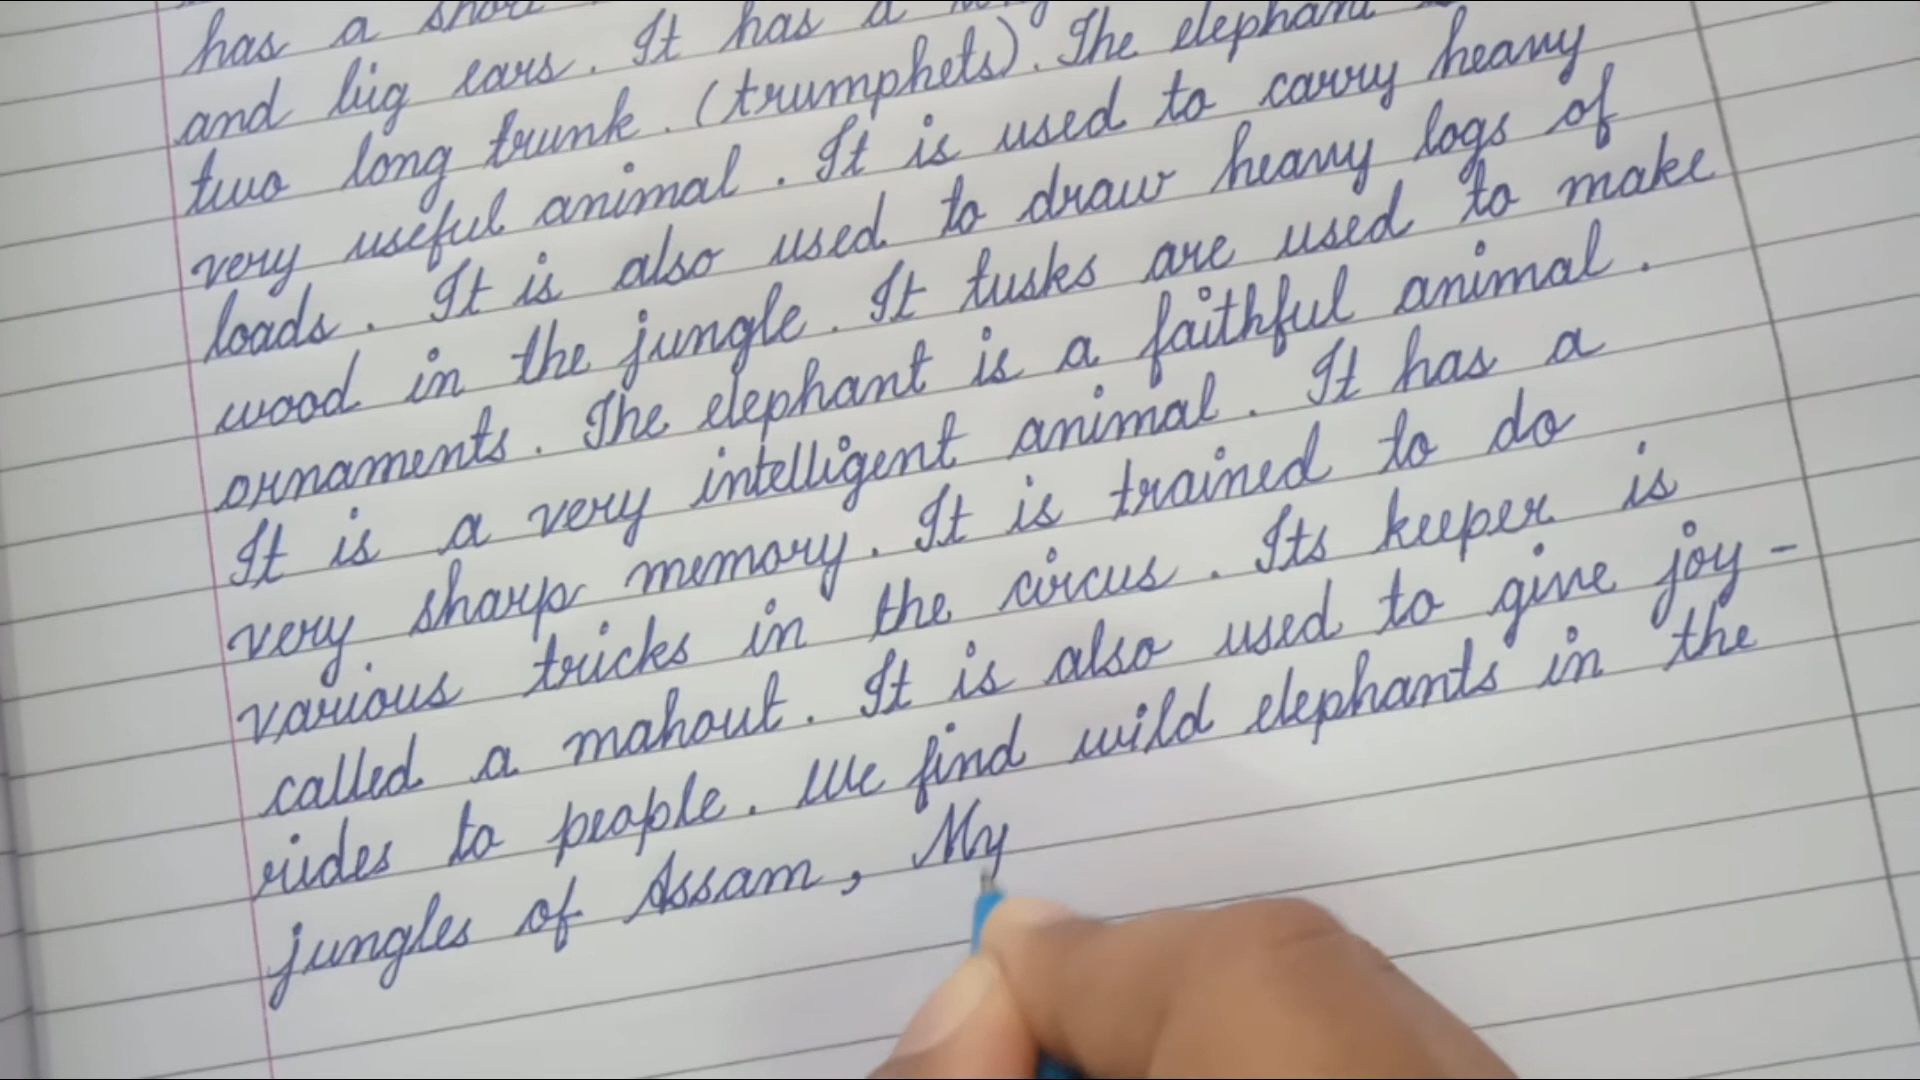 has a short
and big ears. It has a
two long trunk. (trumphets). The elephant
very useful animal. It is used to carry heavy
loads. It is also used to draw heavy logs of
wood in the jungle. It tusks are used to make
ornaments. The elephant is a faithful animal.
It is a very intelligent animal. It has a
very sharp memory. It is trained to do
various tricks in the circus. Its keeper is
called a mahout. It is also used to give joy-
rides to people. We find wild elephants in the
jungles of Assam, My